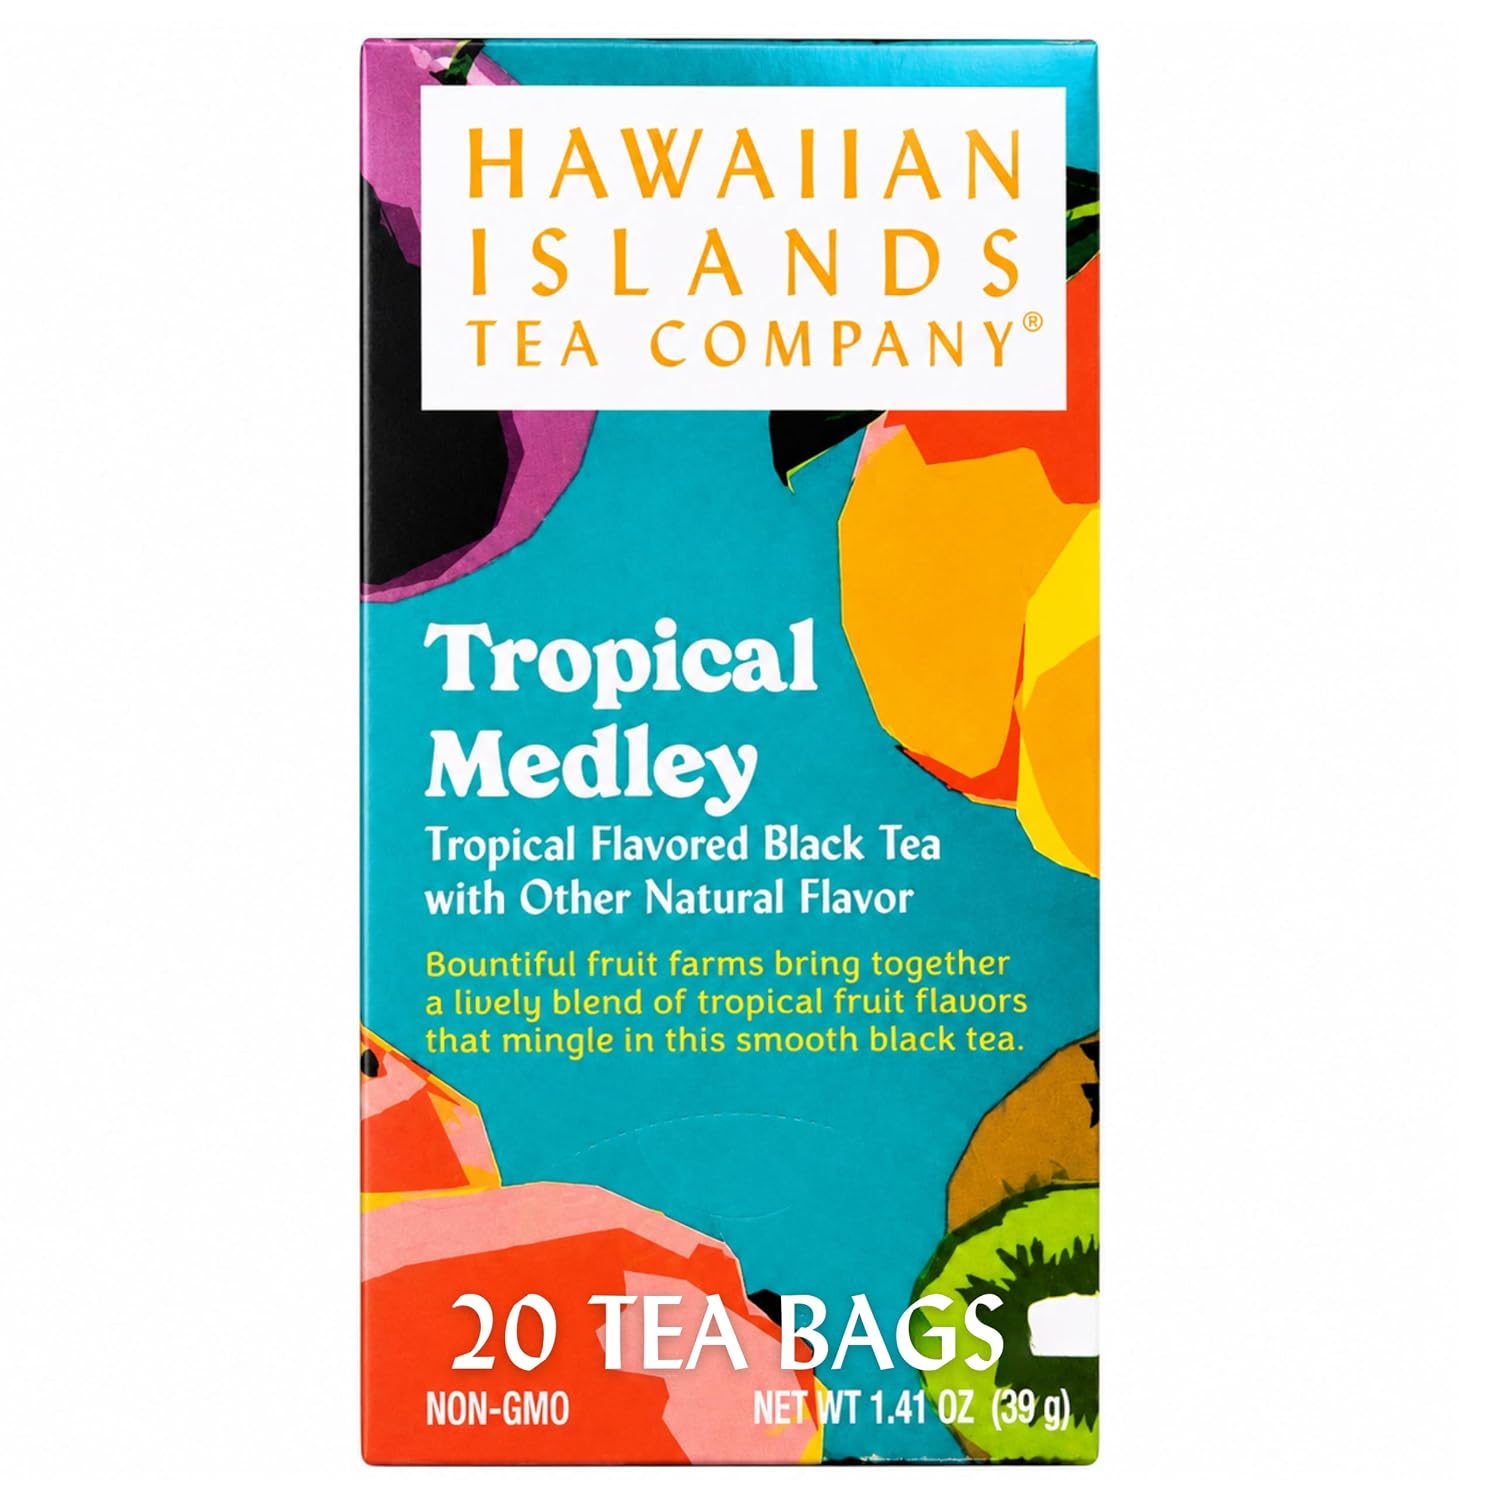 HAWAIIAN
ISLANDS
TEA COMPANY®
Tropical
Medley
Tropical Flavored Black Tea
with Other Natural Flavor
Bountiful fruit farms bring together
a lively blend of tropical fruit flavors
that mingle in this smooth black tea.
20 TEA BAGS
NON-GMO NET WT 1.41 OZ (39 g)